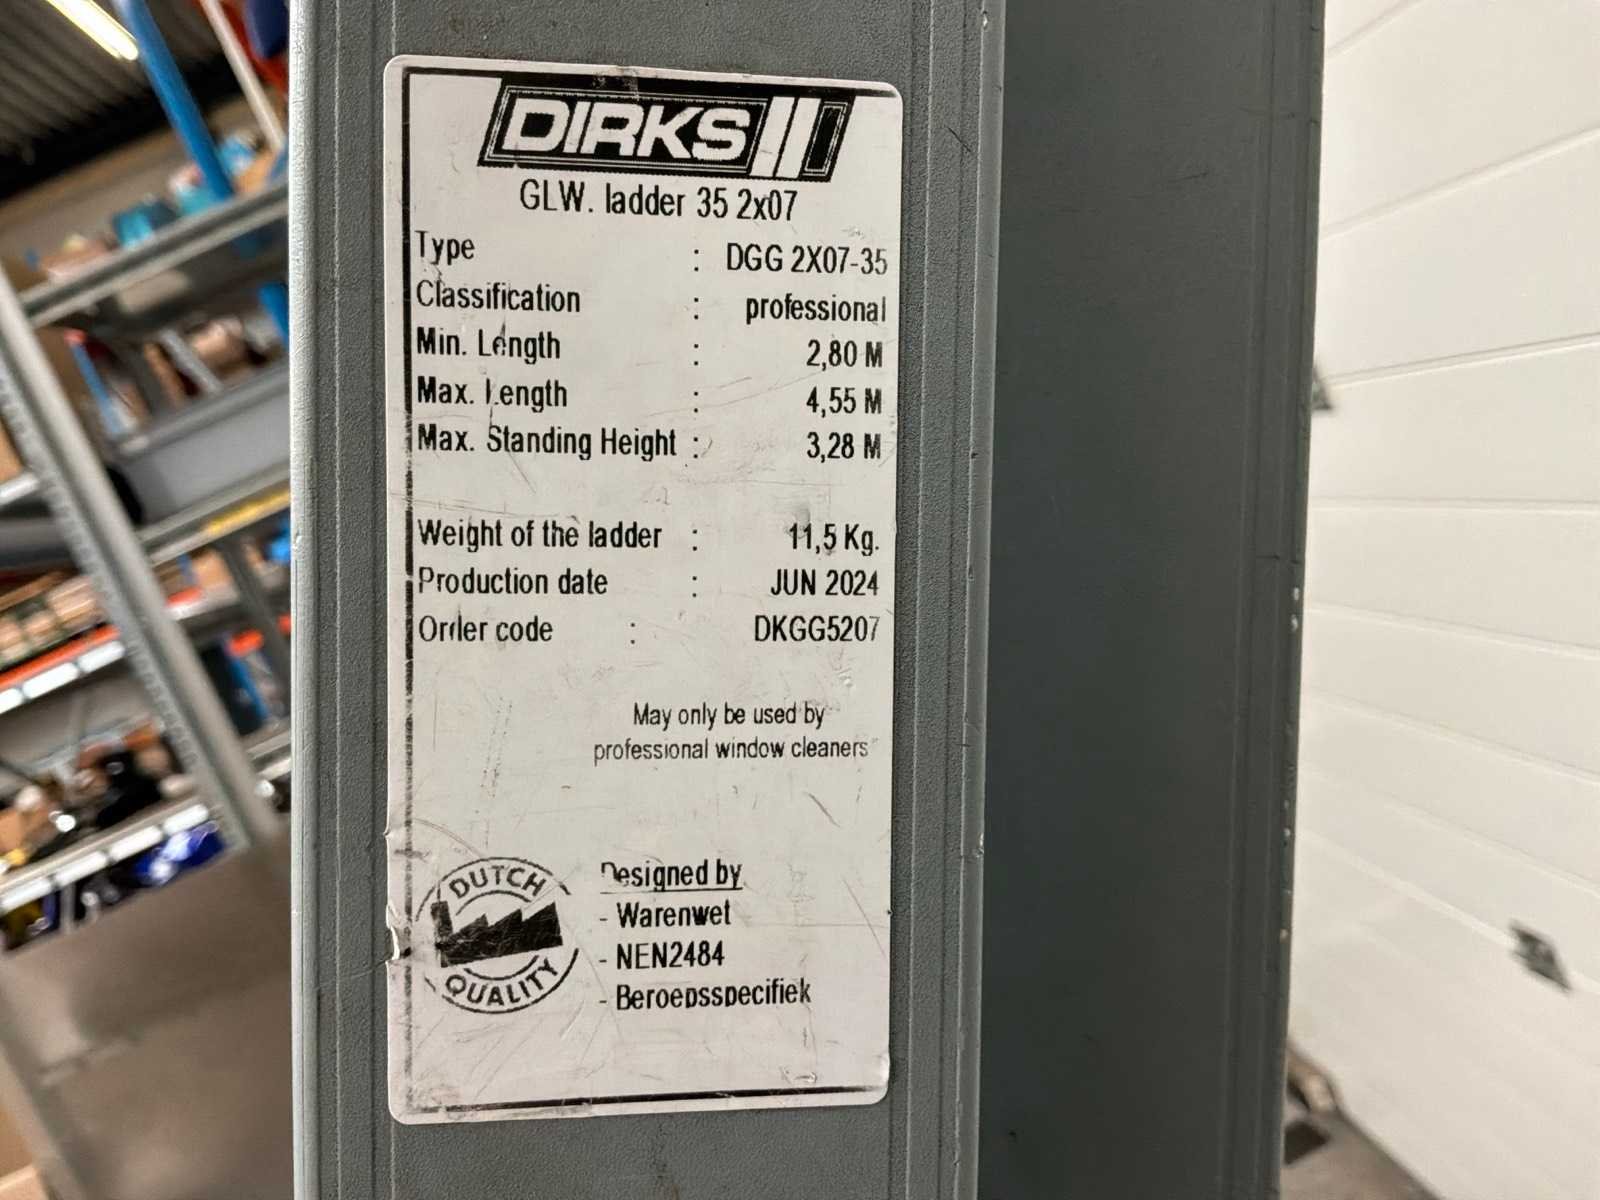 DIRKS
GLW. ladder 35 2x07
Type : DGG 2X07-35
Classification : professional
Min. Length : 2,80 M
Max. Length : 4,55 M
Max. Standing Height : 3,28 M
Weight of the ladder : 11,5 Kg.
Production date : JUN 2024
Order code : DKGG5207
May only be used by
professional window cleaners
DUTCH
QUALITY
Designed by
- Warenwet
- NEN2484
- Beroepsspecifiek